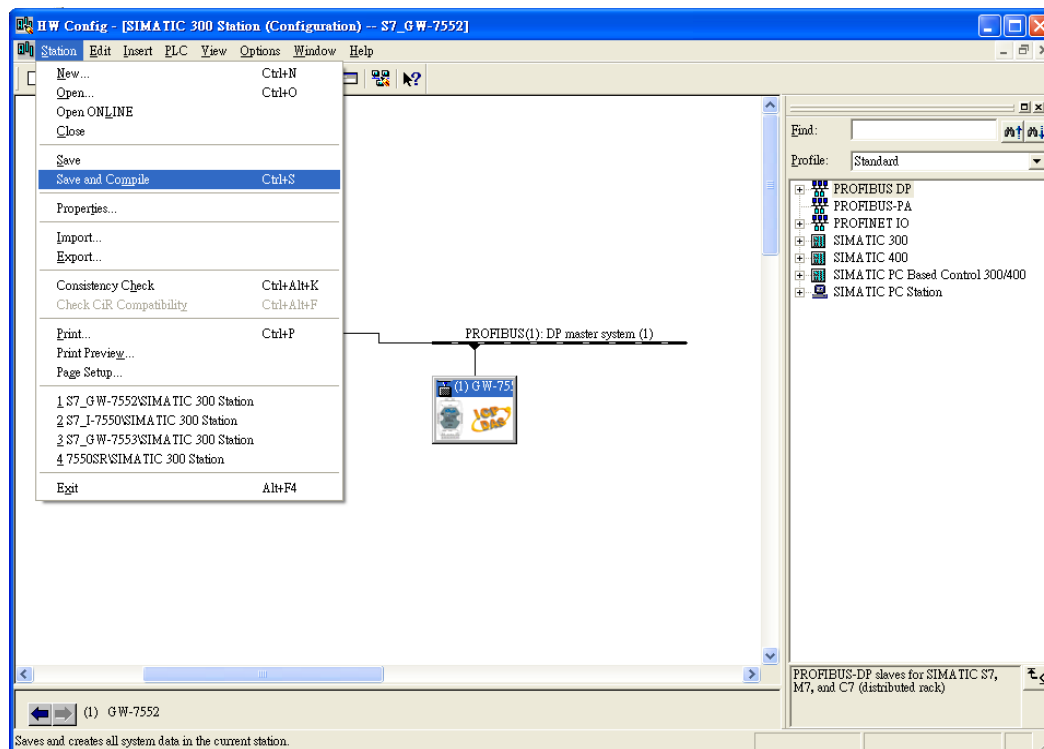 HW Config - [SIMATIC 300 Station (Configuration) -- S7_GW-7552]
Station Edit Insert PLC View Options Window Help
New... Ctrl+N
Open... Ctrl+O
Open ONLINE
Close
Save
Save and Compile Ctrl+S
Properties...
Import...
Export...
Consistency Check Ctrl+Alt+K
Check CiR Compatibility Ctrl+Alt+F
Print... Ctrl+P
Print Preview...
Page Setup...
1 S7_GW-7552\SIMATIC 300 Station
2 S7_I-7550\SIMATIC 300 Station
3 S7_GW-7553\SIMATIC 300 Station
4 7550SR\SIMATIC 300 Station
Exit Alt+F4
PROFIBUS(1): DP master system (1)
(1) GW-755
ICP
DAS
Find:
Profile: Standard
PROFIBUS DP
PROFIBUS-PA
PROFINET IO
SIMATIC 300
SIMATIC 400
SIMATIC PC Based Control 300/400
SIMATIC PC Station
PROFIBUS-DP slaves for SIMATIC S7,
M7, and C7 (distributed rack)
(1) GW-7552
Saves and creates all system data in the current station.